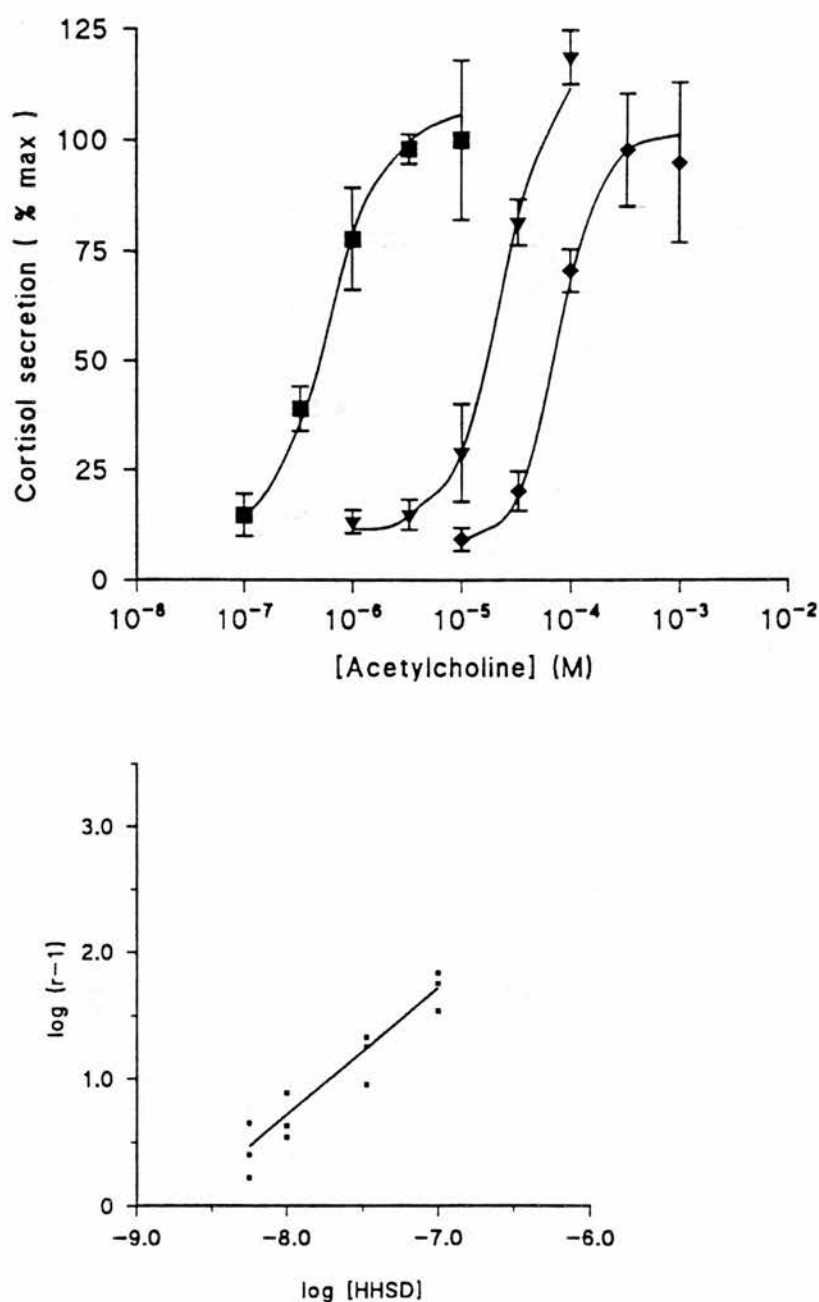 Cortisol secretion ( % max )
125
100
75
50
25
0
10⁻⁸ 10⁻⁷ 10⁻⁶ 10⁻⁵ 10⁻⁴ 10⁻³ 10⁻²
[Acetylcholine] (M)
log (r-1)
3.0
2.0
1.0
0
-9.0 -8.0 -7.0 -6.0
log [HHSD]